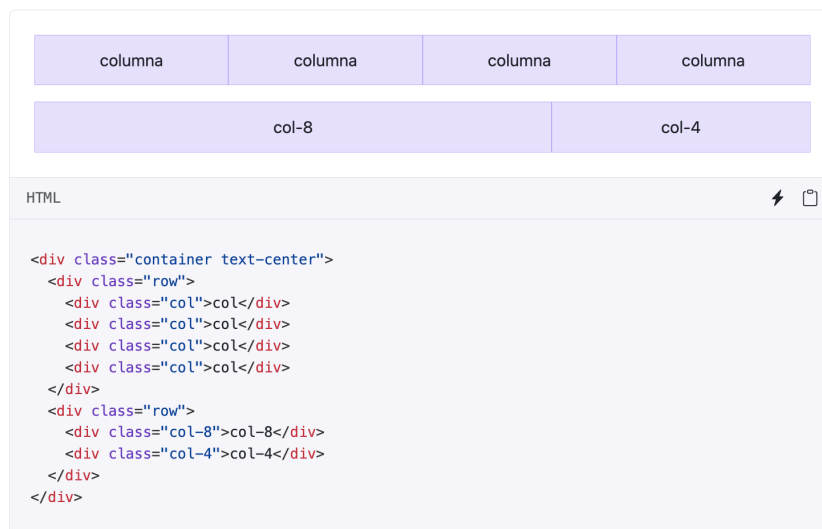 columna columna columna columna
col-8 col-4
HTML
<div class="container text-center">
  <div class="row">
    <div class="col">col</div>
    <div class="col">col</div>
    <div class="col">col</div>
    <div class="col">col</div>
  </div>
  <div class="row">
    <div class="col-8">col-8</div>
    <div class="col-4">col-4</div>
  </div>
</div>